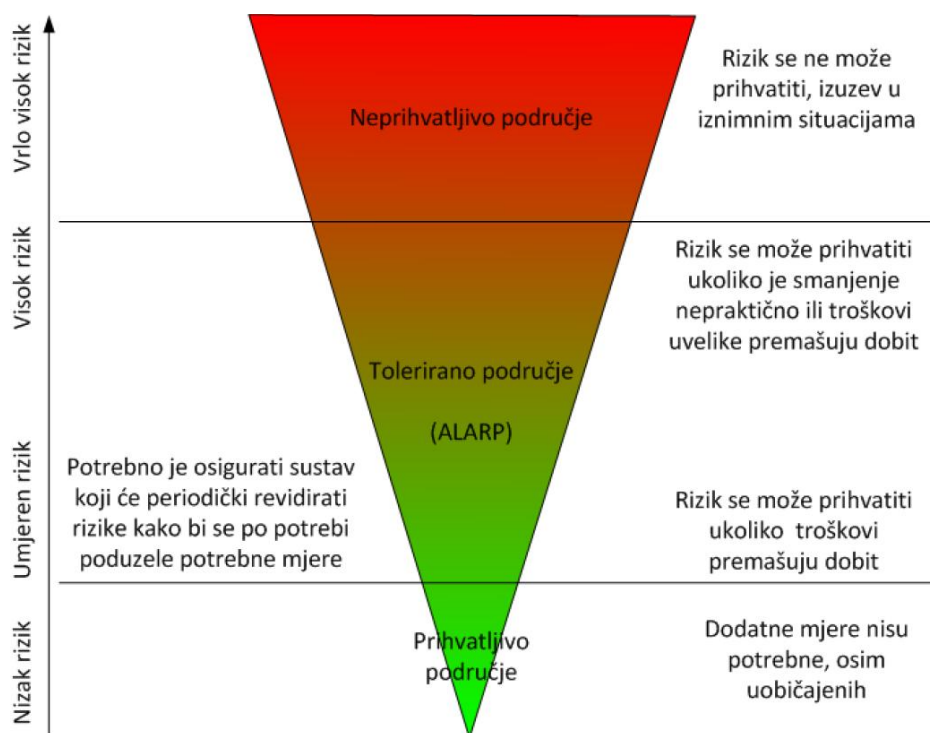 Vrlo visok rizik
Neprihvatljivo područje
Rizik se ne može
prihvatiti, izuzev u
iznimnim situacijama
Visok rizik
Rizik se može prihvatiti
ukoliko je smanjenje
nepraktično ili troškovi
uvelike premašuju dobit
Tolerirano područje
(ALARP)
Umjeren rizik
Potrebno je osigurati sustav
koji će periodički revidirati
rizike kako bi se po potrebi
poduzele potrebne mjere
Rizik se može prihvatiti
ukoliko troškovi
premašuju dobit
Nizak rizik
Prihvatljivo
područje
Dodatne mjere nisu
potrebne, osim
uobičajenih